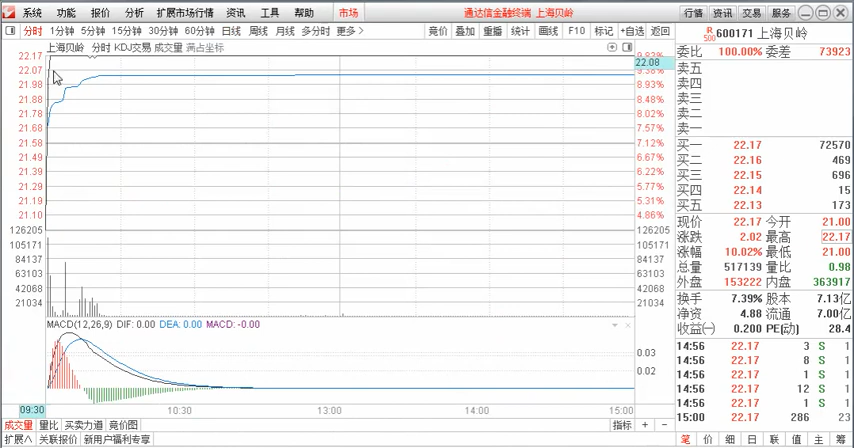 系统 功能 报价 分析 扩展市场行情 资讯 工具 帮助 市场 通达信金融终端 上海贝岭 行情 资讯 交易 服务
分时 1分钟 5分钟 15分钟 30分钟 60分钟 日线 周线 月线 多分时 更多 > 竞价 叠加 重播 统计 画线 F10 标记 +自选 返回
R 500 600171 上海贝岭
上海贝岭 分时 KDJ交易 成交量 满占坐标
委比 100.00% 委差 73923
22.17 9.82%
22.08
22.07 9.38%
21.98 8.93%
21.88 8.48%
21.78 8.02%
21.68 7.57%
21.58 7.12%
21.49 6.67%
21.39 6.22%
21.29 5.77%
21.19 5.31%
21.10 4.86%
126205 126205
105171 105171
84137 84137
63103 63103
42068 42068
21034 21034
MACD(12,26,9) DIF: 0.00 DEA: 0.00 MACD: -0.00
0.03
0.02
09:30 10:30 13:00 14:00 15:00
成交量 量比 买卖力道 竞价图 指标 + −
扩展∧ 关联报价 新用户福利专享
卖五
卖四
卖三
卖二
卖一
买一 22.17 72570
买二 22.16 469
买三 22.15 696
买四 22.14 15
买五 22.13 173
现价 22.17 今开 21.00
涨跌 2.02 最高 22.17
涨幅 10.02% 最低 21.00
总量 517139 量比 0.98
外盘 153222 内盘 363917
换手 7.39% 股本 7.13亿
净资 4.88 流通 7.00亿
收益㈠ 0.200 PE(动) 28.4
14:56 22.17 3 S 1
14:56 22.17 8 S 1
14:56 22.17 1 S 1
14:56 22.17 12 S 1
14:56 22.17 1 S 1
15:00 22.17 286 23
笔 价 细 日 联 值 主 筹